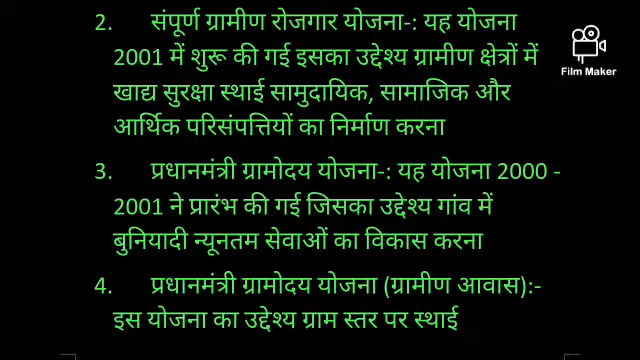 2. संपूर्ण ग्रामीण रोजगार योजना-: यह योजना
2001 में शुरू की गई इसका उद्देश्य ग्रामीण क्षेत्रों में
खाद्य सुरक्षा स्थाई सामुदायिक, सामाजिक और
आर्थिक परिसंपत्तियों का निर्माण करना
3. प्रधानमंत्री ग्रामोदय योजना-: यह योजना 2000 -
2001 ने प्रारंभ की गई जिसका उद्देश्य गांव में
बुनियादी न्यूनतम सेवाओं का विकास करना
4. प्रधानमंत्री ग्रामोदय योजना (ग्रामीण आवास):-
इस योजना का उद्देश्य ग्राम स्तर पर स्थाई
Film Maker